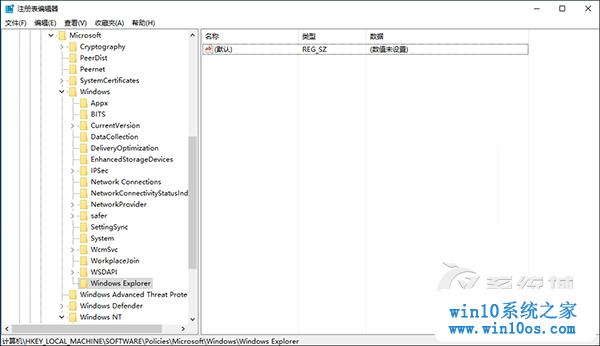 注册表编辑器
文件(F) 编辑(E) 查看(V) 收藏夹(A) 帮助(H)
Microsoft
Cryptography
PeerDist
Peernet
SystemCertificates
Windows
Appx
BITS
CurrentVersion
DataCollection
DeliveryOptimization
EnhancedStorageDevices
IPSec
Network Connections
NetworkConnectivityStatusInd
NetworkProvider
safer
SettingSync
System
WcmSvc
WorkplaceJoin
WSDAPI
Windows Explorer
Windows Advanced Threat Prote
Windows Defender
Windows NT
名称 类型 数据
ab (默认) REG_SZ (数值未设置)
系统城
win10系统之家
www.win10os.com
计算机\HKEY_LOCAL_MACHINE\SOFTWARE\Policies\Microsoft\Windows\Windows Explorer